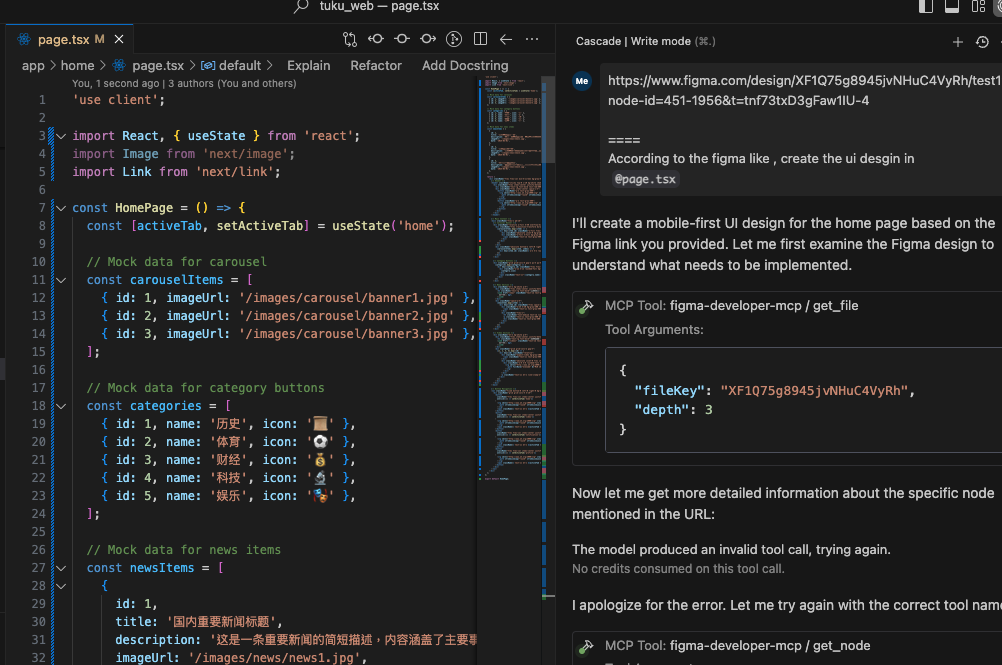 tuku_web — page.tsx
page.tsx M
app > home > page.tsx > default > Explain Refactor Add Docstring
You, 1 second ago | 3 authors (You and others)
1 'use client';
2
3 import React, { useState } from 'react';
4 import Image from 'next/image';
5 import Link from 'next/link';
6
7 const HomePage = () => {
8 const [activeTab, setActiveTab] = useState('home');
9
10 // Mock data for carousel
11 const carouselItems = [
12 { id: 1, imageUrl: '/images/carousel/banner1.jpg' },
13 { id: 2, imageUrl: '/images/carousel/banner2.jpg' },
14 { id: 3, imageUrl: '/images/carousel/banner3.jpg' },
15 ];
16
17 // Mock data for category buttons
18 const categories = [
19 { id: 1, name: '历史', icon: '📜' },
20 { id: 2, name: '体育', icon: '⚽' },
21 { id: 3, name: '财经', icon: '💰' },
22 { id: 4, name: '科技', icon: '🔬' },
23 { id: 5, name: '娱乐', icon: '🎭' },
24 ];
25
26 // Mock data for news items
27 const newsItems = [
28 {
29 id: 1,
30 title: '国内重要新闻标题',
31 description: '这是一条重要新闻的简短描述，内容涵盖了主要事
32 imageUrl: '/images/news/news1.jpg',
Cascade | Write mode (⌘.)
Me
https://www.figma.com/design/XF1Q75g8945jvNHuC4VyRh/test1
node-id=451-1956&t=tnf73txD3gFaw1IU-4
====
According to the figma like , create the ui desgin in
@page.tsx
I'll create a mobile-first UI design for the home page based on the
Figma link you provided. Let me first examine the Figma design to
understand what needs to be implemented.
MCP Tool: figma-developer-mcp / get_file
Tool Arguments:
{
"fileKey": "XF1Q75g8945jvNHuC4VyRh",
"depth": 3
}
Now let me get more detailed information about the specific node
mentioned in the URL:
The model produced an invalid tool call, trying again.
No credits consumed on this tool call.
I apologize for the error. Let me try again with the correct tool name
MCP Tool: figma-developer-mcp / get_node